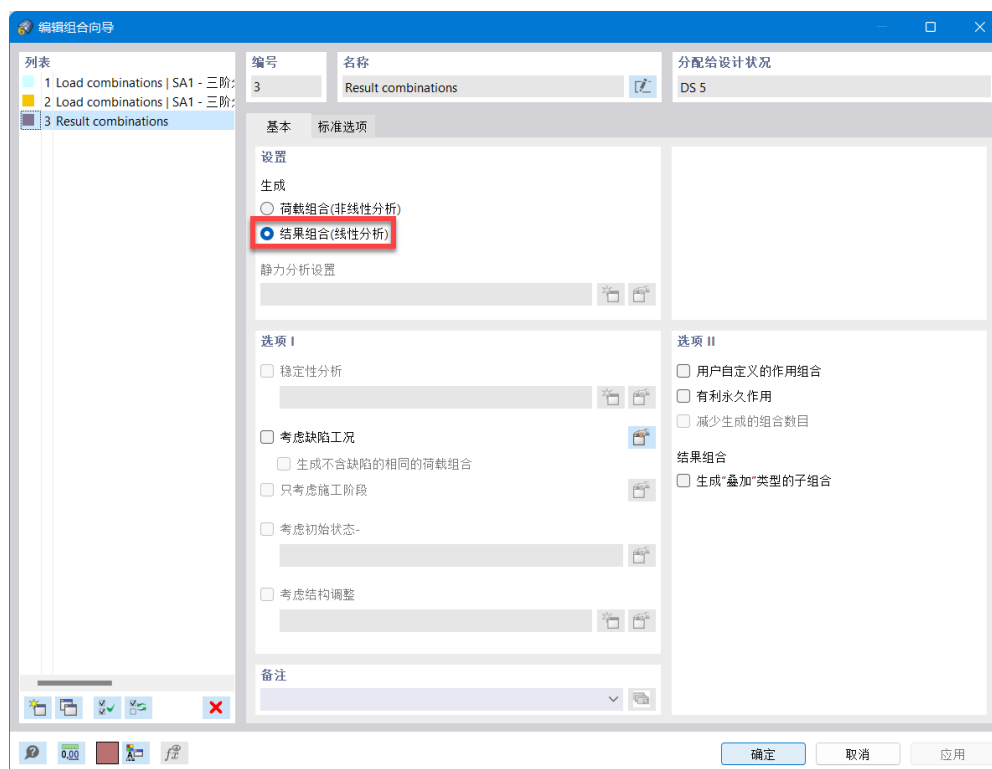 编辑组合向导
列表
1 Load combinations | SA1 - 三阶
2 Load combinations | SA1 - 三阶
3 Result combinations
编号
3
名称
Result combinations
分配给设计状况
DS 5
基本 标准选项
设置
生成
荷载组合(非线性分析)
结果组合(线性分析)
静力分析设置
选项 I
稳定性分析
考虑缺陷工况
生成不含缺陷的相同的荷载组合
只考虑施工阶段
考虑初始状态-
考虑结构调整
备注
选项 II
用户自定义的作用组合
有利永久作用
减少生成的组合数目
结果组合
生成“叠加”类型的子组合
0,00
确定 取消 应用